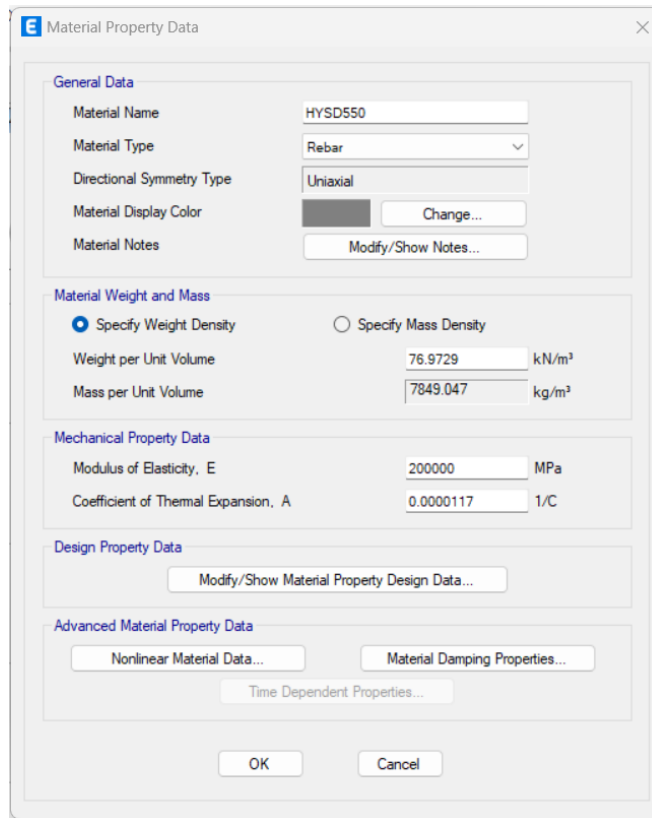 E Material Property Data
General Data
Material Name HYSD550
Material Type Rebar
Directional Symmetry Type Uniaxial
Material Display Color Change...
Material Notes Modify/Show Notes...
Material Weight and Mass
Specify Weight Density Specify Mass Density
Weight per Unit Volume 76.9729 kN/m³
Mass per Unit Volume 7849.047 kg/m³
Mechanical Property Data
Modulus of Elasticity, E 200000 MPa
Coefficient of Thermal Expansion, A 0.0000117 1/C
Design Property Data
Modify/Show Material Property Design Data...
Advanced Material Property Data
Nonlinear Material Data... Material Damping Properties...
Time Dependent Properties...
OK Cancel